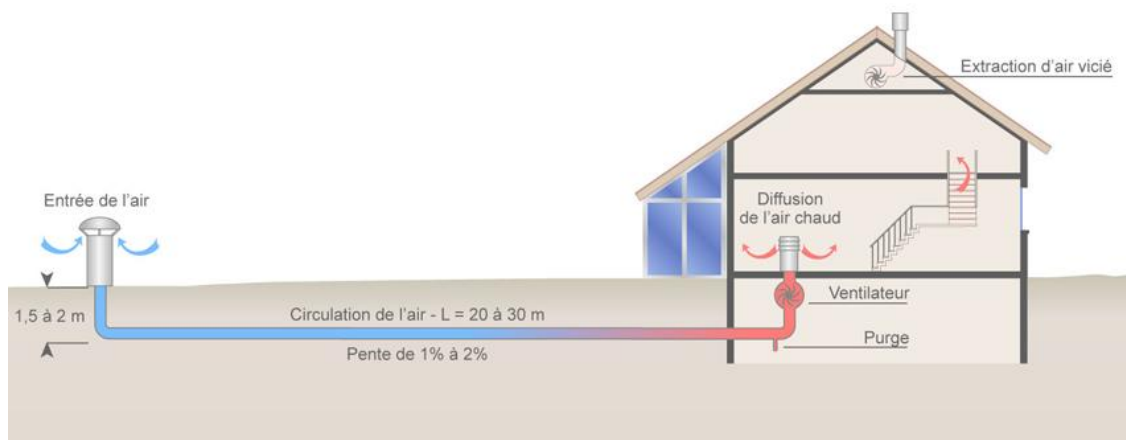 Extraction d'air vicié
Entrée de l'air
Diffusion
de l'air chaud
1,5 à 2 m
Circulation de l'air - L = 20 à 30 m
Ventilateur
Pente de 1% à 2%
Purge